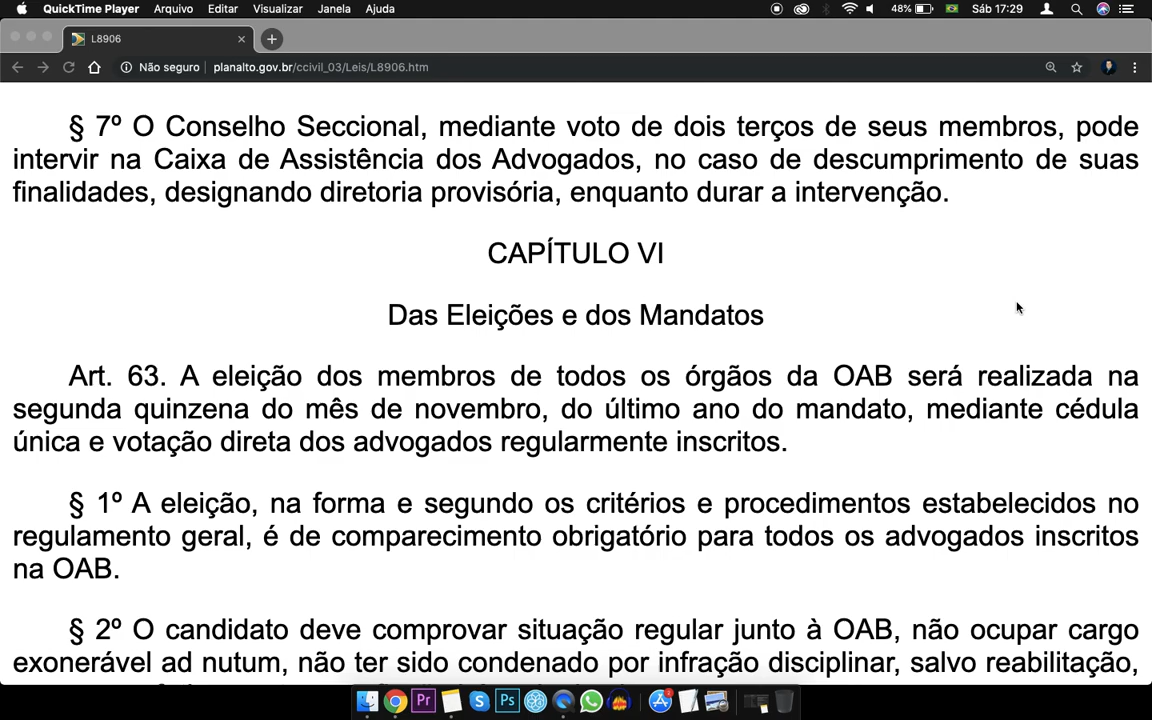 QuickTime Player Arquivo Editar Visualizar Janela Ajuda 48% Sáb 17:29
L8906
Não seguro planalto.gov.br/ccivil_03/Leis/L8906.htm
§ 7º O Conselho Seccional, mediante voto de dois terços de seus membros, pode
intervir na Caixa de Assistência dos Advogados, no caso de descumprimento de suas
finalidades, designando diretoria provisória, enquanto durar a intervenção.
CAPÍTULO VI
Das Eleições e dos Mandatos
Art. 63. A eleição dos membros de todos os órgãos da OAB será realizada na
segunda quinzena do mês de novembro, do último ano do mandato, mediante cédula
única e votação direta dos advogados regularmente inscritos.
§ 1º A eleição, na forma e segundo os critérios e procedimentos estabelecidos no
regulamento geral, é de comparecimento obrigatório para todos os advogados inscritos
na OAB.
§ 2º O candidato deve comprovar situação regular junto à OAB, não ocupar cargo
exonerável ad nutum, não ter sido condenado por infração disciplinar, salvo reabilitação,
Pr Ps